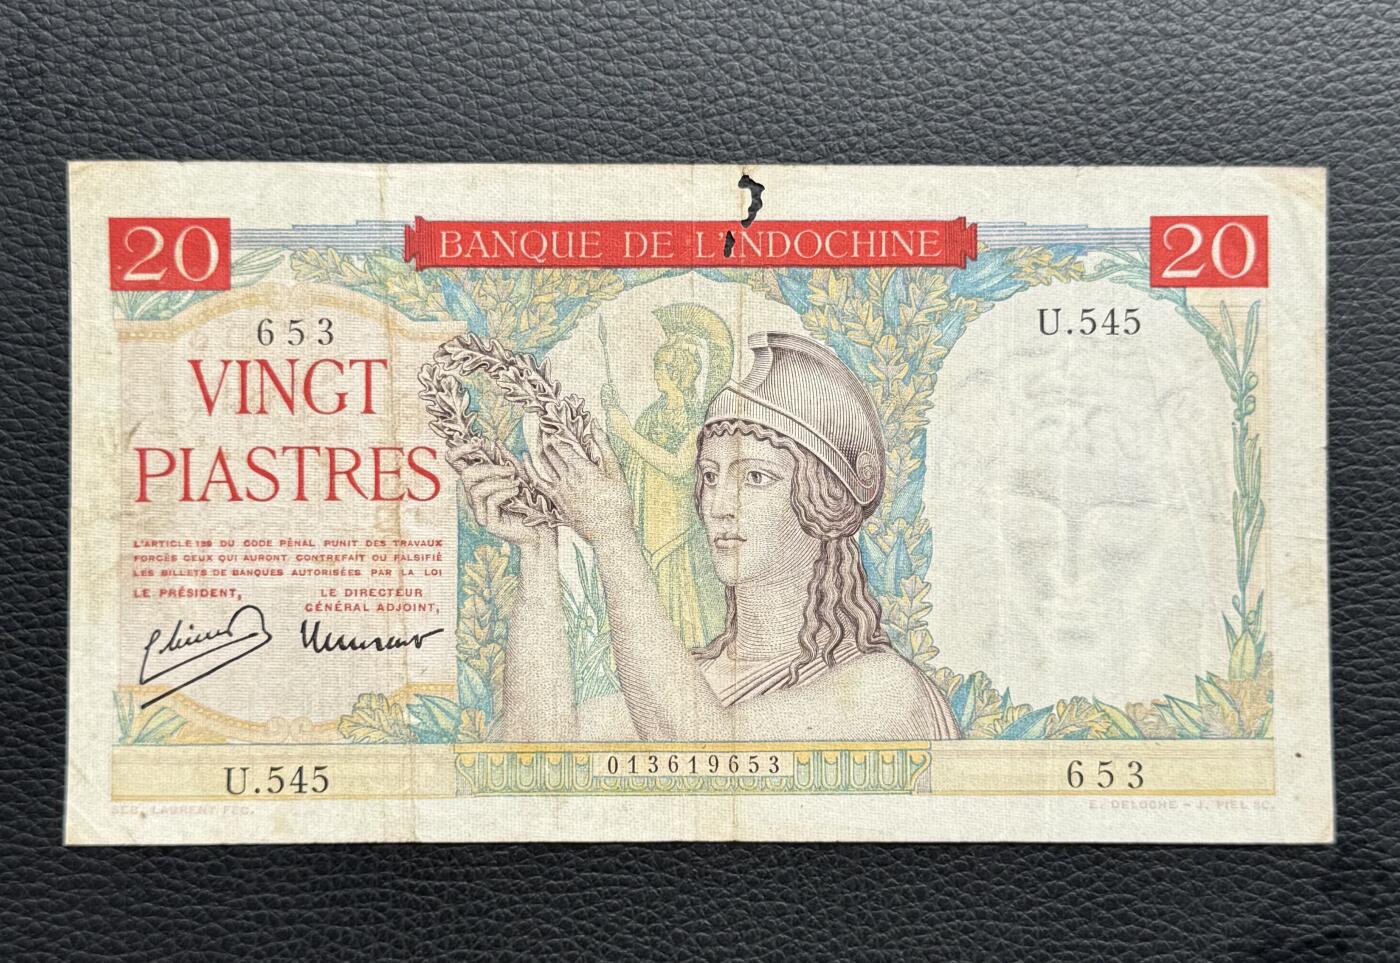 20
BANQUE DE L'INDOCHINE
20
653
U.545
VINGT
PIASTRES
L'ARTICLE 139 DU CODE PÉNAL PUNIT DES TRAVAUX
FORCÉS CEUX QUI AURONT CONTREFAIT OU FALSIFIÉ
LES BILLETS DE BANQUES AUTORISÉES PAR LA LOI
LE PRÉSIDENT,
LE DIRECTEUR
GÉNÉRAL ADJOINT,
U.545
013619653
653
SÉB. LAURENT FEC.
E. DELOCHE – J. PIEL SC.